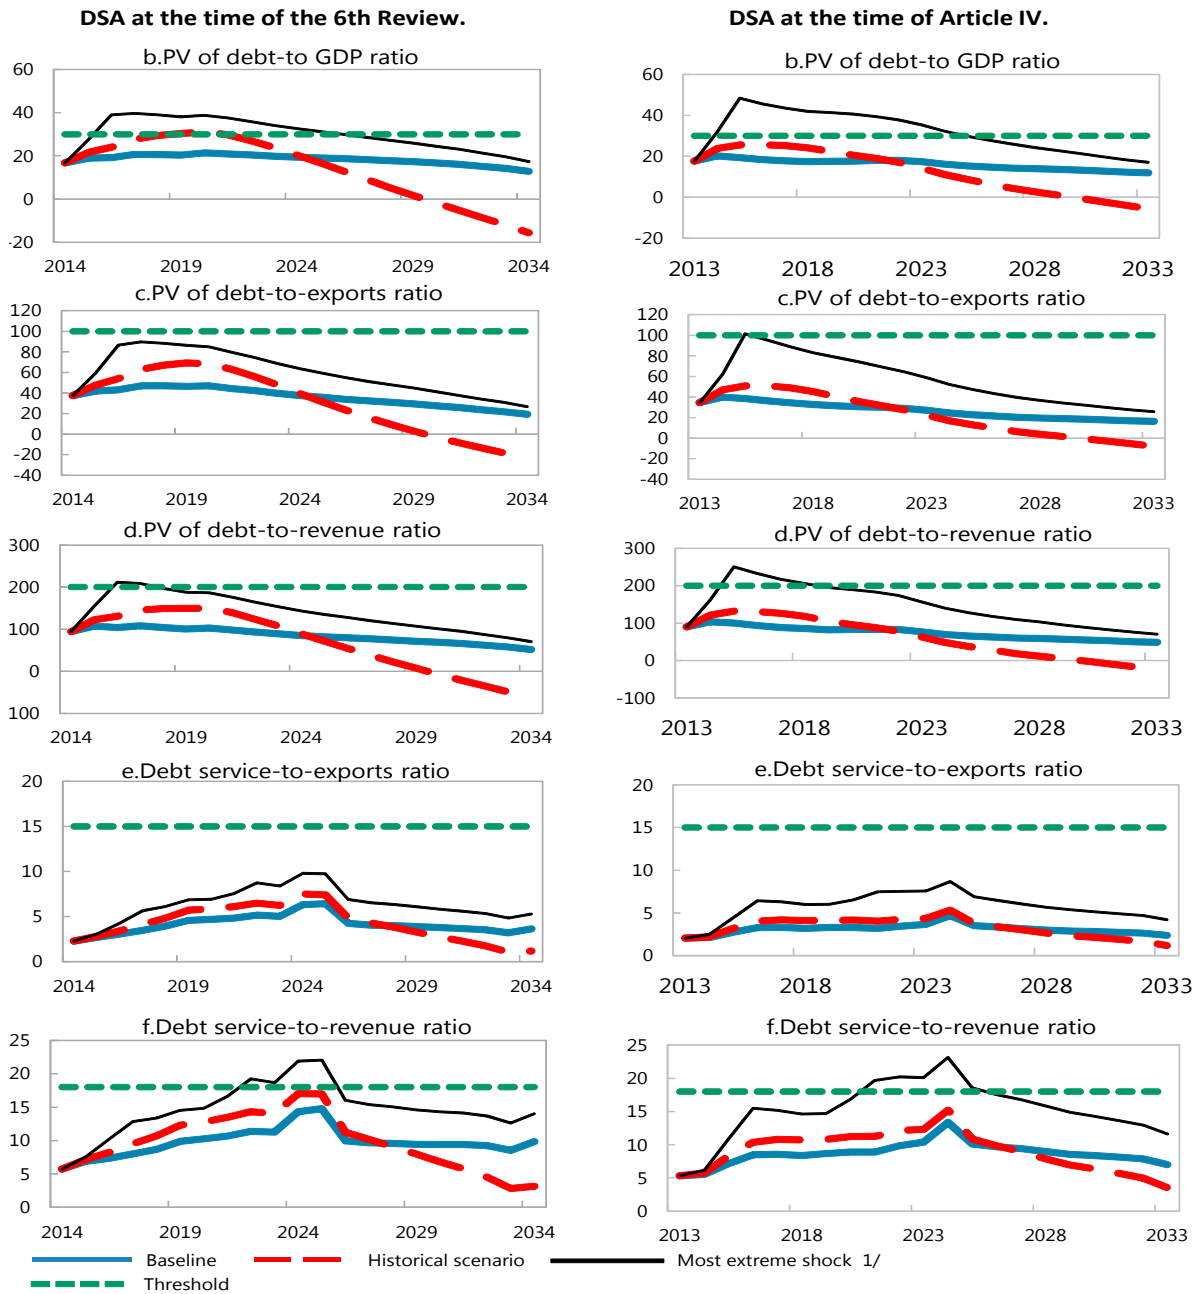 DSA at the time of the 6th Review.
DSA at the time of Article IV.
b.PV of debt-to GDP ratio
60
40
20
0
-20
2014 2019 2024 2029 2034
b.PV of debt-to GDP ratio
60
40
20
0
-20
2013 2018 2023 2028 2033
c.PV of debt-to-exports ratio
120
100
80
60
40
20
0
-20
-40
2014 2019 2024 2029 2034
c.PV of debt-to-exports ratio
120
100
80
60
40
20
0
-20
-40
2013 2018 2023 2028 2033
d.PV of debt-to-revenue ratio
300
200
100
0
100
2014 2019 2024 2029 2034
d.PV of debt-to-revenue ratio
300
200
100
0
-100
2013 2018 2023 2028 2033
e.Debt service-to-exports ratio
20
15
10
5
0
2014 2019 2024 2029 2034
e.Debt service-to-exports ratio
20
15
10
5
0
2013 2018 2023 2028 2033
f.Debt service-to-revenue ratio
25
20
15
10
5
0
2014 2019 2024 2029 2034
f.Debt service-to-revenue ratio
25
20
15
10
5
0
2013 2018 2023 2028 2033
Baseline Historical scenario Most extreme shock 1/
Threshold